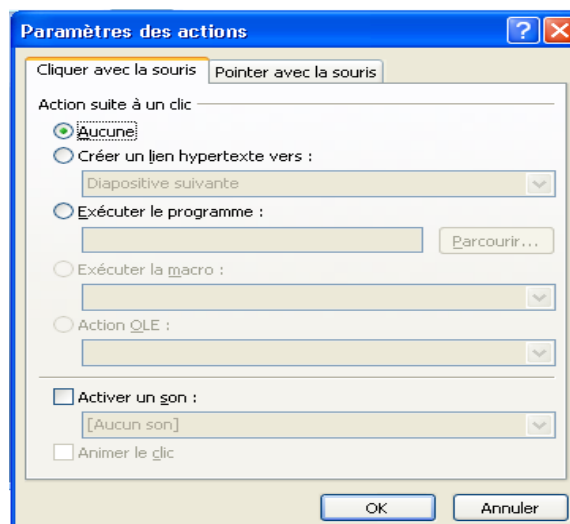 Paramètres des actions
Cliquer avec la souris
Pointer avec la souris
Action suite à un clic
Aucune
Créer un lien hypertexte vers :
Diapositive suivante
Exécuter le programme :
Parcourir...
Exécuter la macro :
Action OLE :
Activer un son :
[Aucun son]
Animer le clic
OK
Annuler